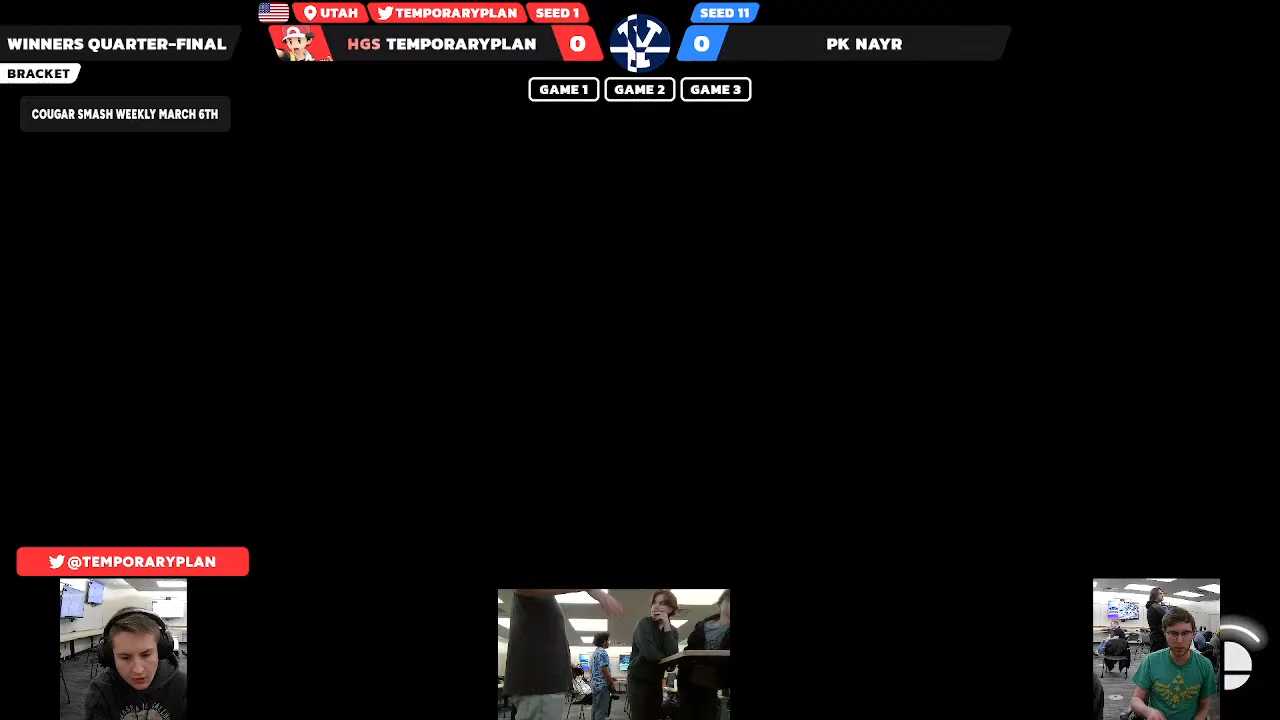 UTAH
TEMPORARYPLAN
SEED 1
SEED 11
WINNERS QUARTER-FINAL
HGS TEMPORARYPLAN
0
0
PK NAYR
BRACKET
GAME 1
GAME 2
GAME 3
COUGAR SMASH WEEKLY MARCH 6TH
@TEMPORARYPLAN